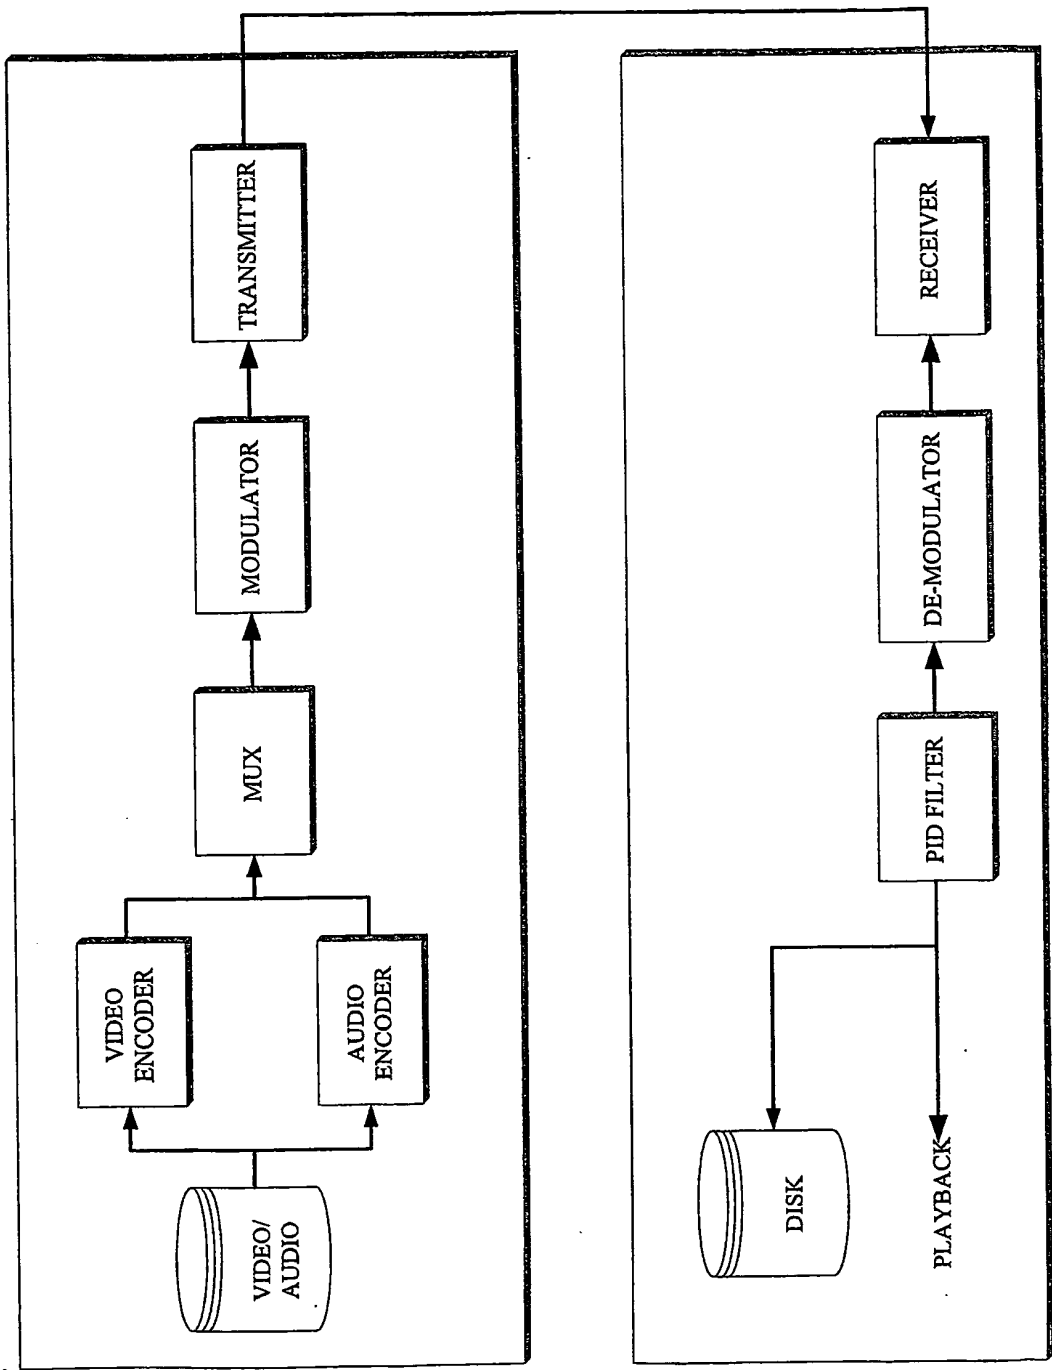 VIDEO/
AUDIO
VIDEO
ENCODER
AUDIO
ENCODER
MUX
MODULATOR
TRANSMITTER
DISK
PLAYBACK
PID FILTER
DE-MODULATOR
RECEIVER